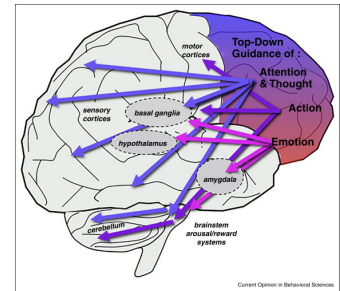 motor
cortices
Top-Down
Guidance of :
Attention
& Thought
sensory
cortices
basal ganglia
Action
hypothalamus
Emotion
amygdala
cerebellum
brainstem
arousal/reward
systems
Current Opinion in Behavioral Sciences